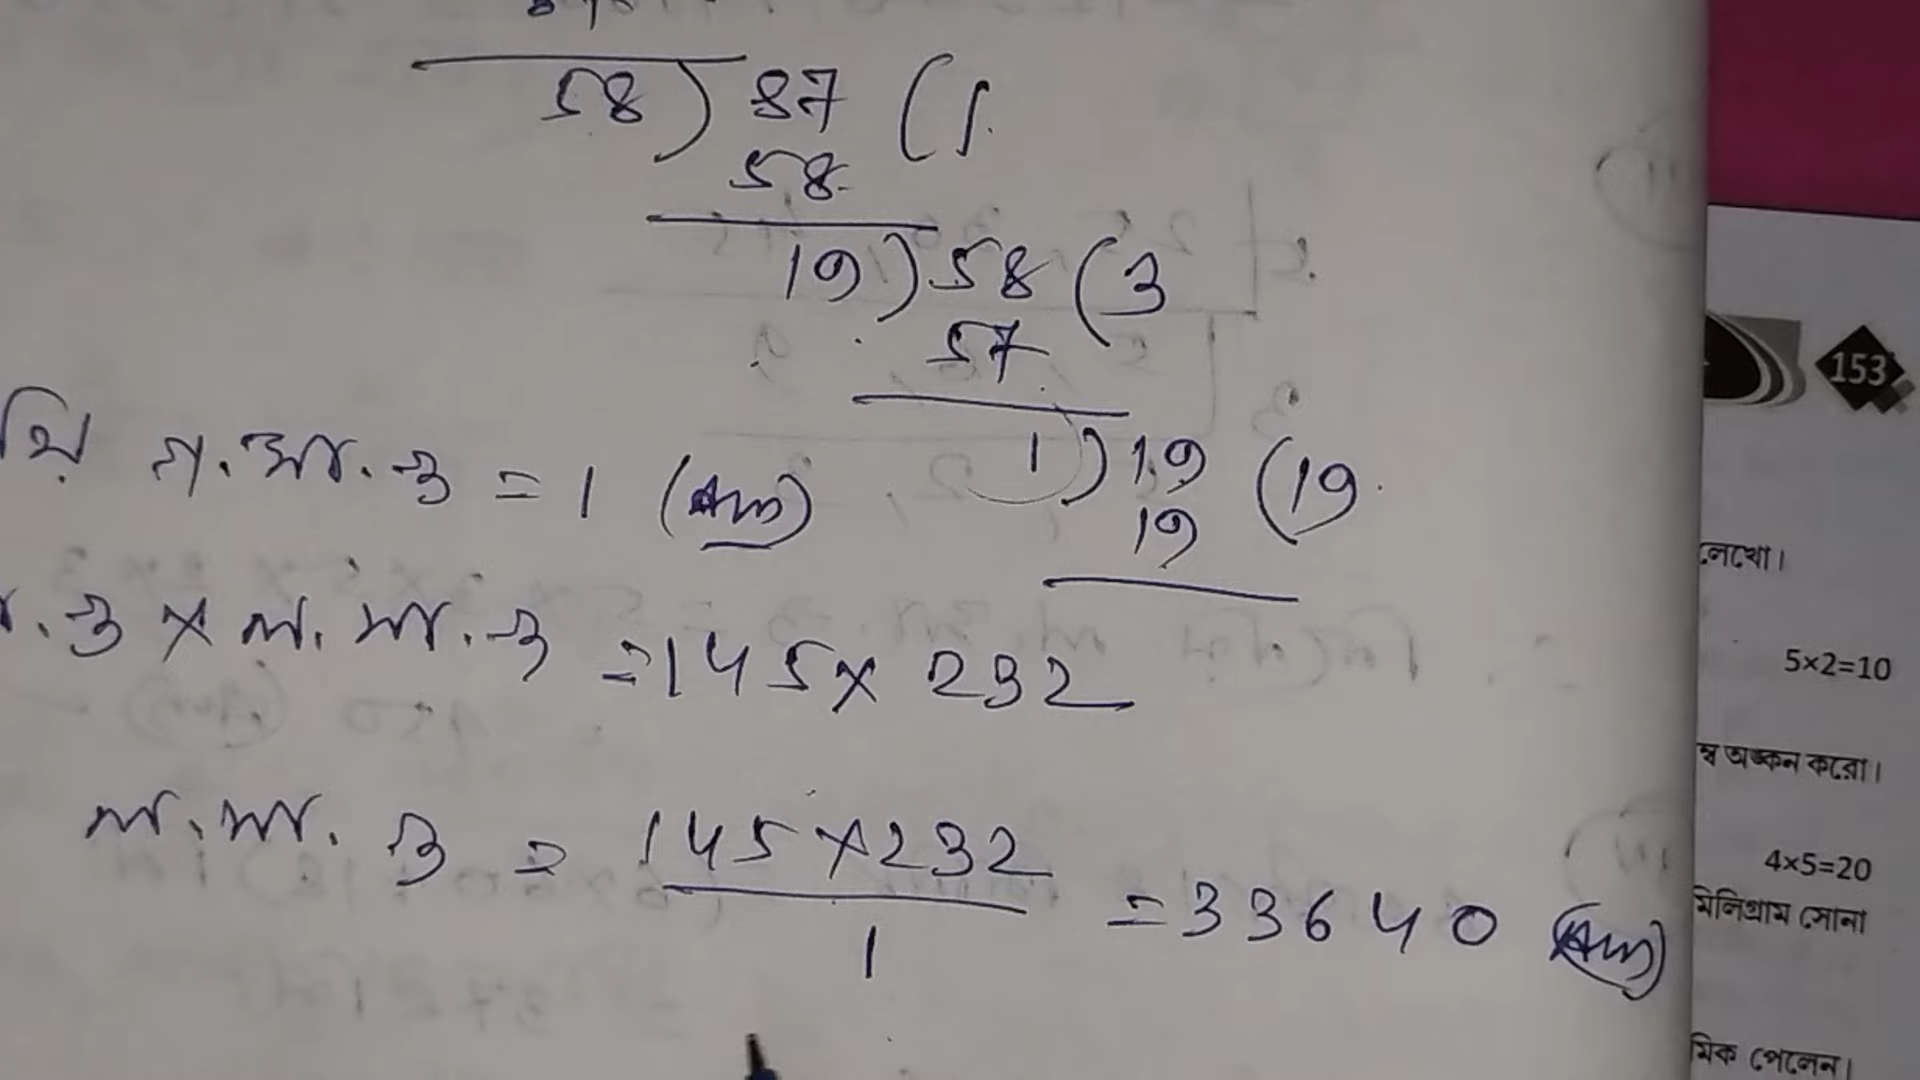 58 ) 87 ( 1.
58
19 ) 58 ( 3
57
1 ) 19 ( 19.
19
গ.সা.গু = 1 (Ans)
গু × ল.সা.গু = 145 × 232
ল.সা.গু = 145 × 232
1
= 33640 (Ans)
153
লেখো।
5×2=10
অঙ্কন করো।
4×5=20
মিলিগ্রাম সোনা
পেলেন।